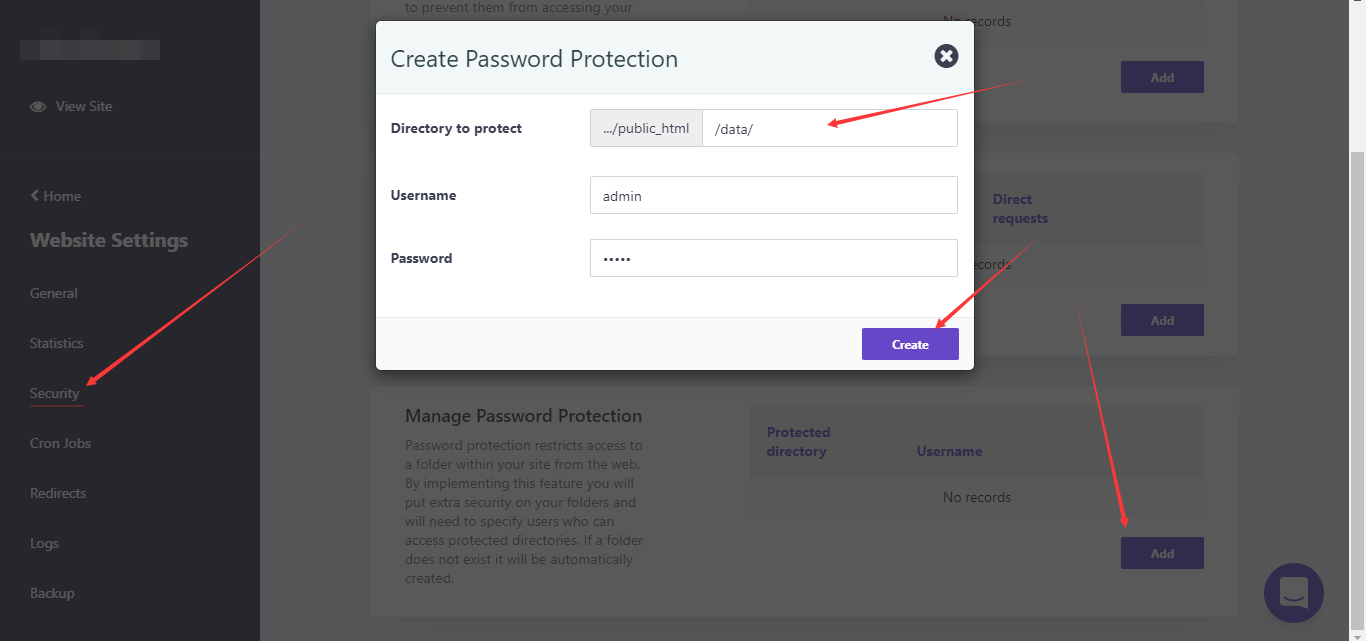 View Site
Home
Website Settings
General
Statistics
Security
Cron Jobs
Redirects
Logs
Backup
to prevent them from accessing your
No records
Add
Create Password Protection
Directory to protect
.../public_html
/data/
Username
admin
Password
•••••
Create
Direct
requests
ecords
Add
Manage Password Protection
Password protection restricts access to
a folder within your site from the web.
By implementing this feature you will
put extra security on your folders and
will need to specify users who can
access protected directories. If a folder
does not exist it will be automatically
created.
Protected
directory
Username
No records
Add